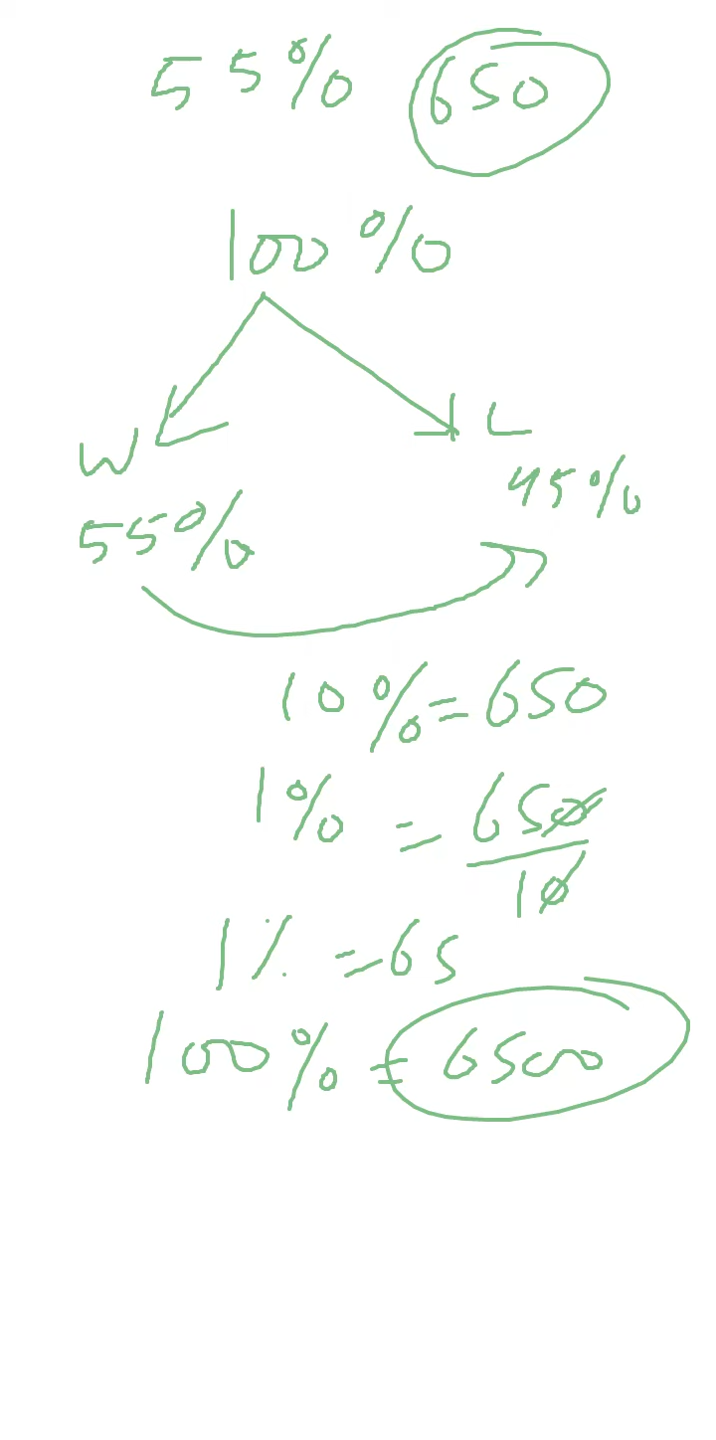 55% 650
100%
W L
55% 45%
10% = 650
1% = 650/10
1% = 65
100% = 6500